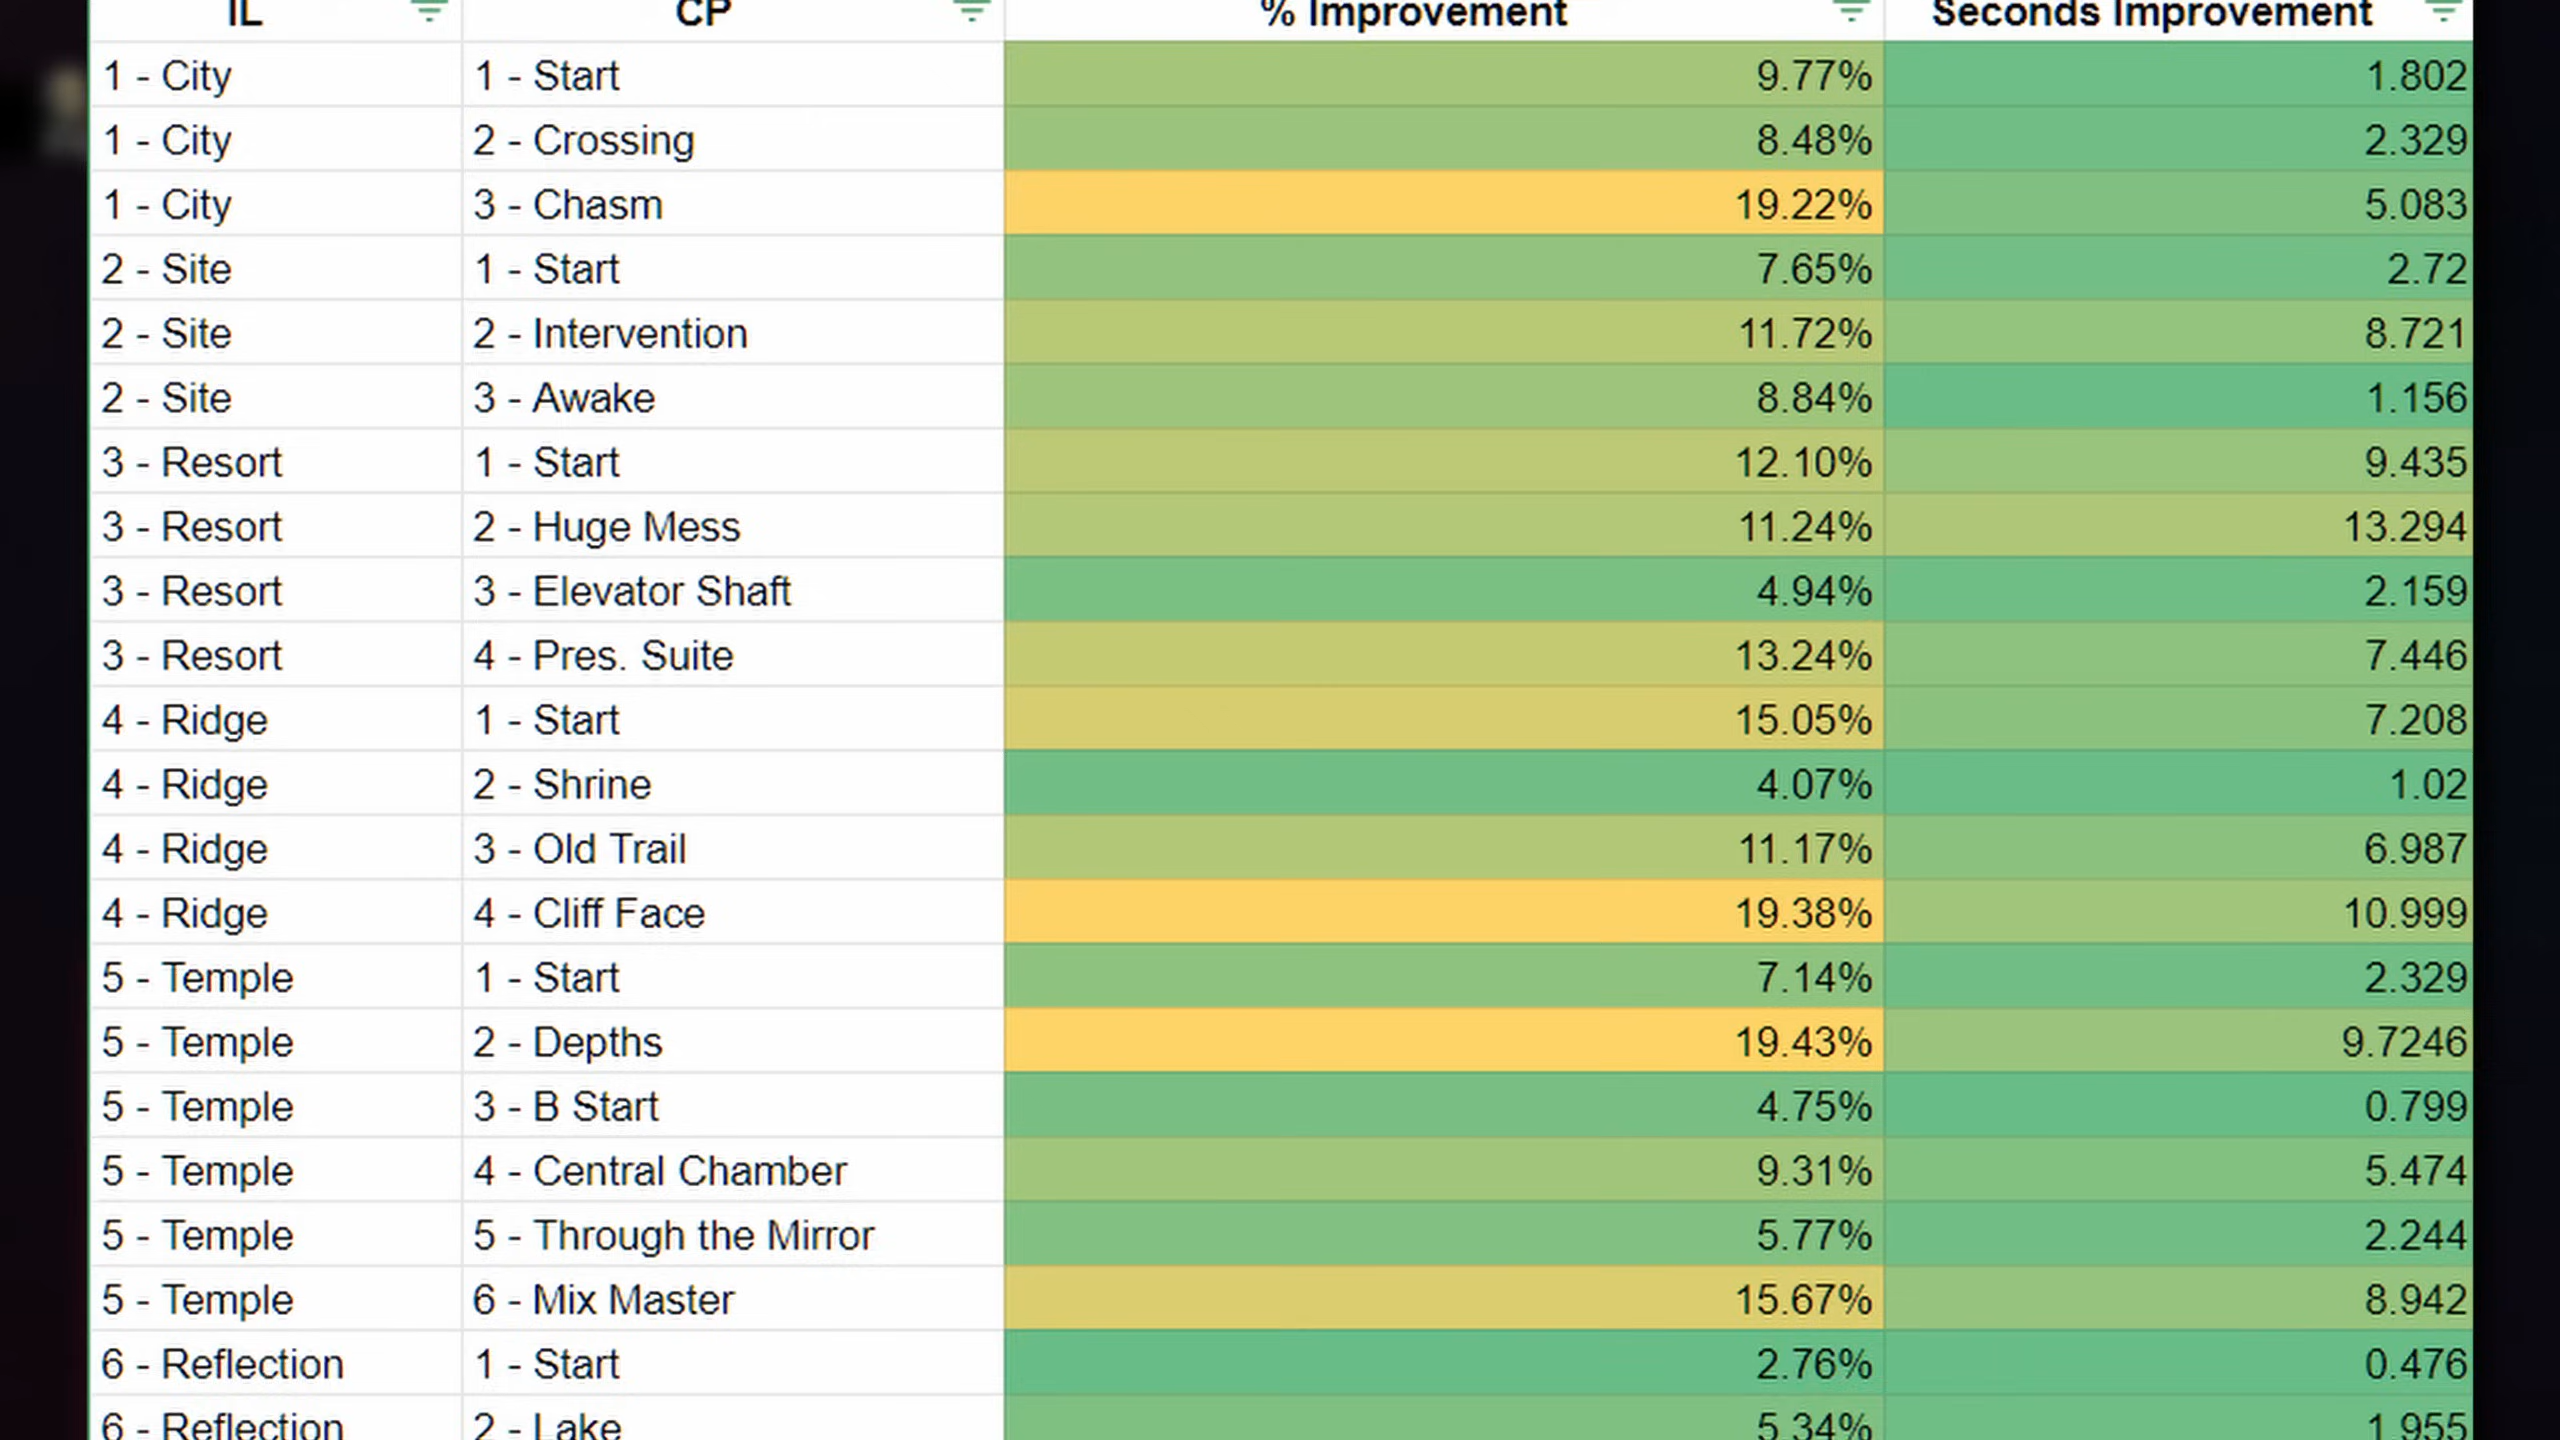 IL CP % Improvement Seconds Improvement
1 - City 1 - Start 9.77% 1.802
1 - City 2 - Crossing 8.48% 2.329
1 - City 3 - Chasm 19.22% 5.083
2 - Site 1 - Start 7.65% 2.72
2 - Site 2 - Intervention 11.72% 8.721
2 - Site 3 - Awake 8.84% 1.156
3 - Resort 1 - Start 12.10% 9.435
3 - Resort 2 - Huge Mess 11.24% 13.294
3 - Resort 3 - Elevator Shaft 4.94% 2.159
3 - Resort 4 - Pres. Suite 13.24% 7.446
4 - Ridge 1 - Start 15.05% 7.208
4 - Ridge 2 - Shrine 4.07% 1.02
4 - Ridge 3 - Old Trail 11.17% 6.987
4 - Ridge 4 - Cliff Face 19.38% 10.999
5 - Temple 1 - Start 7.14% 2.329
5 - Temple 2 - Depths 19.43% 9.7246
5 - Temple 3 - B Start 4.75% 0.799
5 - Temple 4 - Central Chamber 9.31% 5.474
5 - Temple 5 - Through the Mirror 5.77% 2.244
5 - Temple 6 - Mix Master 15.67% 8.942
6 - Reflection 1 - Start 2.76% 0.476
6 - Reflection 2 - Lake 5.34% 1.955